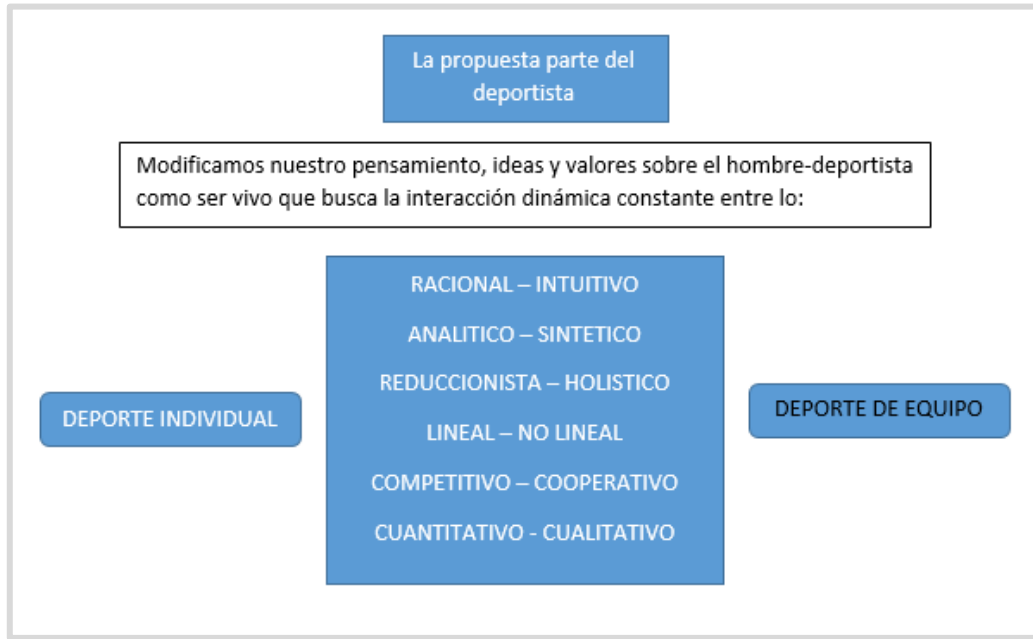 La propuesta parte del
deportista
Modificamos nuestro pensamiento, ideas y valores sobre el hombre-deportista
como ser vivo que busca la interacción dinámica constante entre lo:
RACIONAL – INTUITIVO
ANALITICO – SINTETICO
REDUCCIONISTA – HOLISTICO
LINEAL – NO LINEAL
COMPETITIVO – COOPERATIVO
CUANTITATIVO - CUALITATIVO
DEPORTE INDIVIDUAL
DEPORTE DE EQUIPO